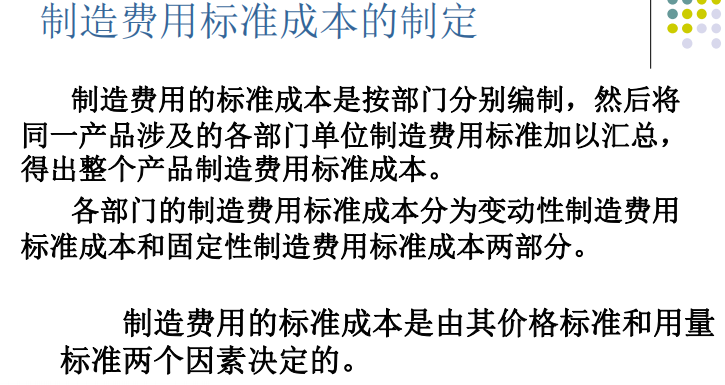 制造费用标准成本的制定
制造费用的标准成本是按部门分别编制，然后将
同一产品涉及的各部门单位制造费用标准加以汇总，
得出整个产品制造费用标准成本。
各部门的制造费用标准成本分为变动性制造费用
标准成本和固定性制造费用标准成本两部分。
制造费用的标准成本是由其价格标准和用量
标准两个因素决定的。